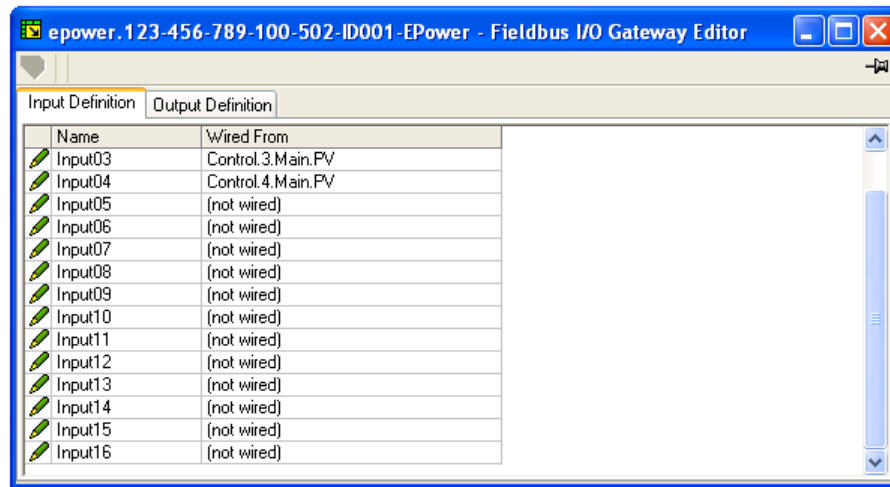 epower.123-456-789-100-502-ID001-EPower - Fieldbus I/O Gateway Editor
Input Definition Output Definition
Name Wired From
Input03 Control.3.Main.PV
Input04 Control.4.Main.PV
Input05 (not wired)
Input06 (not wired)
Input07 (not wired)
Input08 (not wired)
Input09 (not wired)
Input10 (not wired)
Input11 (not wired)
Input12 (not wired)
Input13 (not wired)
Input14 (not wired)
Input15 (not wired)
Input16 (not wired)